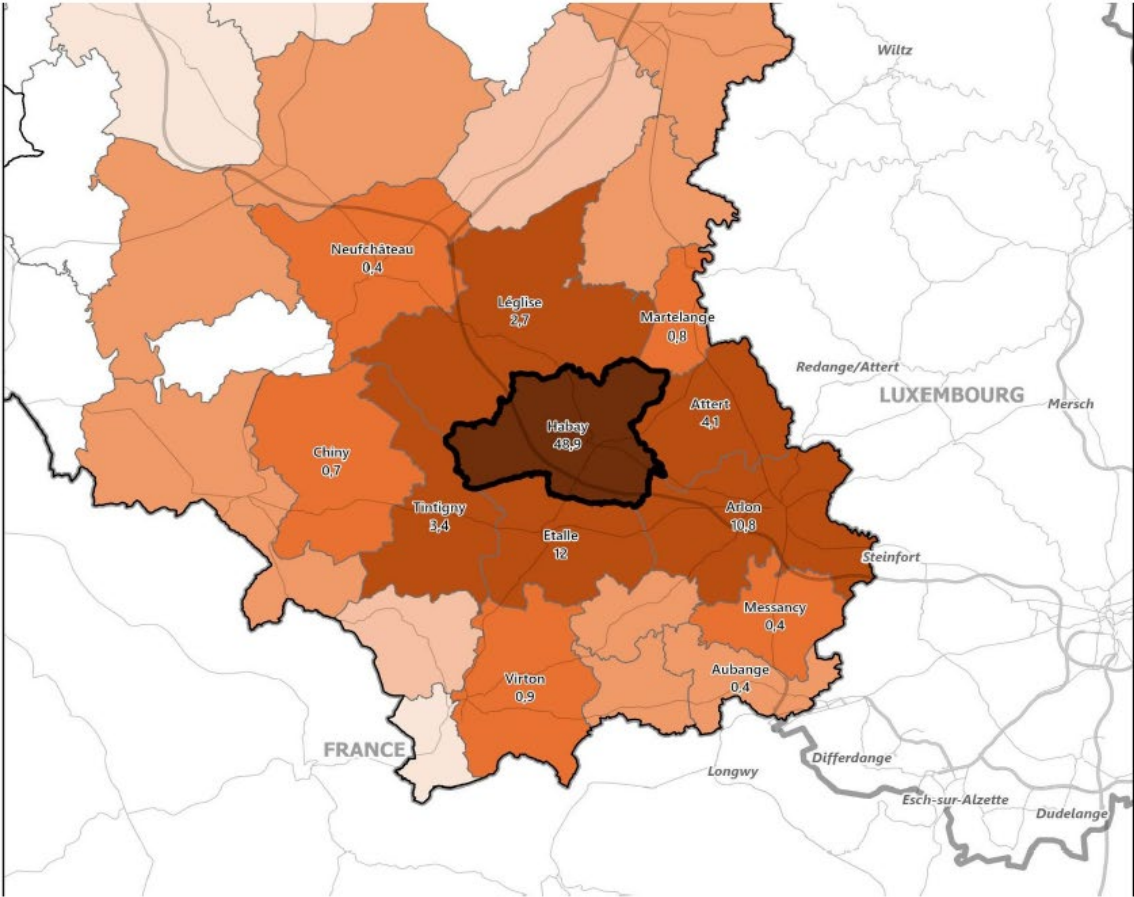 Wiltz
Neufchâteau
0,4
Léglise
2,7
Martelange
0,8
Redange/Attert
LUXEMBOURG
Mersch
Attert
4,1
Habay
48,9
Chiny
0,7
Tintigny
3,4
Arlon
10,8
Etalle
12
Steinfort
Messancy
0,4
Aubange
0,4
Virton
0,9
FRANCE
Longwy
Differdange
Esch-sur-Alzette
Dudelange